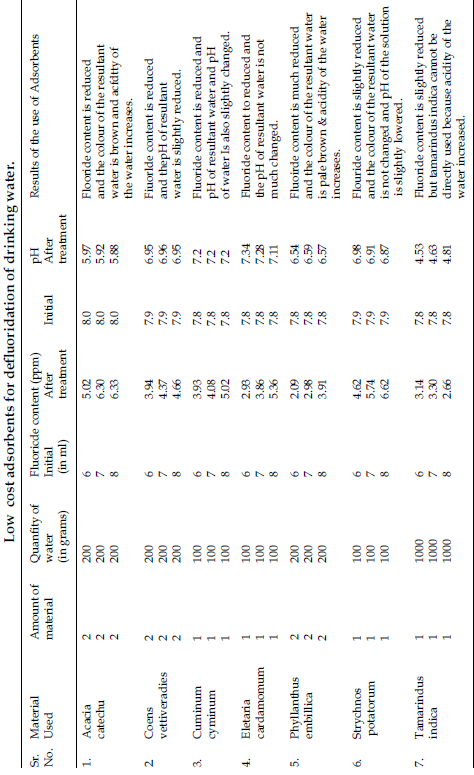 Low cost adsorbents for defluoridation of drinking water.
Sr. Material Amount of Quanfity of Fluoricde content (ppm) pH Results of the use of Adsorbents
No. Used material water Initial After Initial After
(in grams) (in ml) treatment treatment
1. Acacia 2 200 6 5.02 8.0 5.97 Flooride content is reduced
catechu 2 200 7 6.30 8.0 5.92 and the colour of the resultant
2 200 8 6.33 8.0 5.88 water is brown and acidity of
the water increases.
2. Coens 2 200 6 3.94 7.9 6.95 Fiuoride content is reduced
vettiveradies 2 200 7 4.37 7.9 6.96 and thepH of resultant
2 200 8 4.66 7.9 6.95 water is slightly reduced.
3. Cuminum 1 100 6 3.93 7.8 7.2 Fluoride content is reduced and
cyminum 1 100 7 4.08 7.8 7.2 pH of resultant water and pH
1 100 8 5.02 7.8 7.2 of water Is also slightly changed.
4. Eletaria 1 100 6 2.93 7.8 7.34 Fluoride content to reduced and
cardamomum 1 100 7 3.86 7.8 7.28 the pH of resultant water is not
1 100 8 5.36 7.8 7.11 much changed.
5. Phyllanthus 2 200 6 2.09 7.8 6.54 Fluoirde content is much reduced
embillica 2 200 7 2.98 7.8 6.59 and the colour of the resultant water
2 200 8 3.91 7.8 6.57 is pale brown & acidity of the water
increases.
6. Strychnos 1 100 6 4.62 7.9 6.98 Flouride content is slightly reduced
potatorum 1 100 7 5.74 7.9 6.91 and the colour of the resultant water
1 100 8 6.62 7.9 6.87 is not changed and pH of the solution
is slightly lowered.
7. Tamarindus 1 1000 6 3.14 7.8 4.53 Fluoride content is slightly reduced
indica 1 1000 7 3.30 7.8 4.63 but tamarindus indica cannot be
1 1000 8 2.66 7.8 4.81 directly used because acidity of the
water increased.